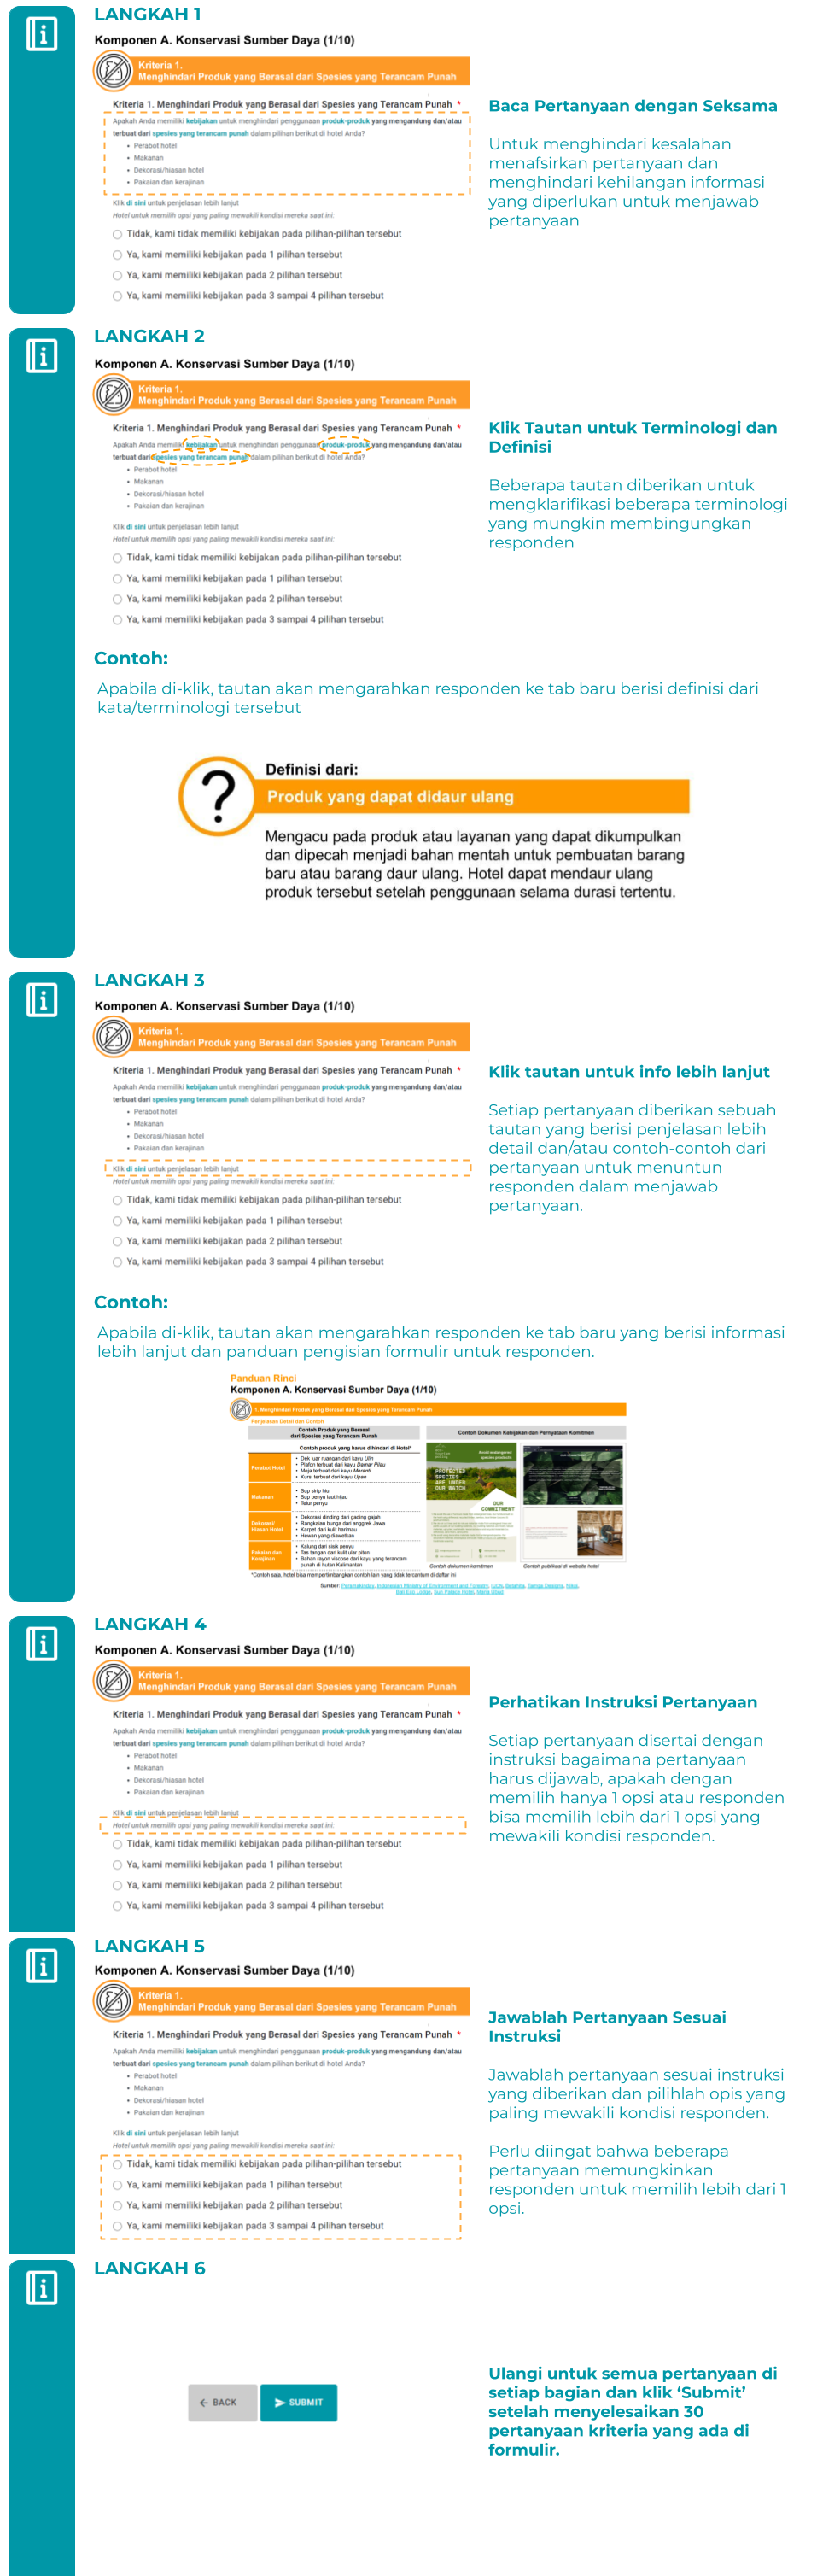 LANGKAH 1
Komponen A. Konservasi Sumber Daya (1/10)
Kriteria 1.
Menghindari Produk yang Berasal dari Spesies yang Terancam Punah
Kriteria 1. Menghindari Produk yang Berasal dari Spesies yang Terancam Punah *
Apakah Anda memiliki kebijakan untuk menghindari penggunaan produk-produk yang mengandung dan/atau
terbuat dari spesies yang terancam punah dalam pilihan berikut di hotel Anda?
• Perabot hotel
• Makanan
• Dekorasi/hiasan hotel
• Pakaian dan kerajinan
Klik di sini untuk penjelasan lebih lanjut
Hotel untuk memilih opsi yang paling mewakili kondisi mereka saat ini:
Tidak, kami tidak memiliki kebijakan pada pilihan-pilihan tersebut
Ya, kami memiliki kebijakan pada 1 pilihan tersebut
Ya, kami memiliki kebijakan pada 2 pilihan tersebut
Ya, kami memiliki kebijakan pada 3 sampai 4 pilihan tersebut
Baca Pertanyaan dengan Seksama
Untuk menghindari kesalahan
menafsirkan pertanyaan dan
menghindari kehilangan informasi
yang diperlukan untuk menjawab
pertanyaan
LANGKAH 2
Komponen A. Konservasi Sumber Daya (1/10)
Kriteria 1.
Menghindari Produk yang Berasal dari Spesies yang Terancam Punah
Kriteria 1. Menghindari Produk yang Berasal dari Spesies yang Terancam Punah *
Apakah Anda memiliki kebijakan untuk menghindari penggunaan produk-produk yang mengandung dan/atau
terbuat dari spesies yang terancam punah dalam pilihan berikut di hotel Anda?
• Perabot hotel
• Makanan
• Dekorasi/hiasan hotel
• Pakaian dan kerajinan
Klik di sini untuk penjelasan lebih lanjut
Hotel untuk memilih opsi yang paling mewakili kondisi mereka saat ini:
Tidak, kami tidak memiliki kebijakan pada pilihan-pilihan tersebut
Ya, kami memiliki kebijakan pada 1 pilihan tersebut
Ya, kami memiliki kebijakan pada 2 pilihan tersebut
Ya, kami memiliki kebijakan pada 3 sampai 4 pilihan tersebut
Klik Tautan untuk Terminologi dan
Definisi
Beberapa tautan diberikan untuk
mengklarifikasi beberapa terminologi
yang mungkin membingungkan
responden
Contoh:
Apabila di-klik, tautan akan mengarahkan responden ke tab baru berisi definisi dari
kata/terminologi tersebut
?
Definisi dari:
Produk yang dapat didaur ulang
Mengacu pada produk atau layanan yang dapat dikumpulkan
dan dipecah menjadi bahan mentah untuk pembuatan barang
baru atau barang daur ulang. Hotel dapat mendaur ulang
produk tersebut setelah penggunaan selama durasi tertentu.
LANGKAH 3
Komponen A. Konservasi Sumber Daya (1/10)
Kriteria 1.
Menghindari Produk yang Berasal dari Spesies yang Terancam Punah
Kriteria 1. Menghindari Produk yang Berasal dari Spesies yang Terancam Punah *
Apakah Anda memiliki kebijakan untuk menghindari penggunaan produk-produk yang mengandung dan/atau
terbuat dari spesies yang terancam punah dalam pilihan berikut di hotel Anda?
• Perabot hotel
• Makanan
• Dekorasi/hiasan hotel
• Pakaian dan kerajinan
Klik di sini untuk penjelasan lebih lanjut
Hotel untuk memilih opsi yang paling mewakili kondisi mereka saat ini:
Tidak, kami tidak memiliki kebijakan pada pilihan-pilihan tersebut
Ya, kami memiliki kebijakan pada 1 pilihan tersebut
Ya, kami memiliki kebijakan pada 2 pilihan tersebut
Ya, kami memiliki kebijakan pada 3 sampai 4 pilihan tersebut
Klik tautan untuk info lebih lanjut
Setiap pertanyaan diberikan sebuah
tautan yang berisi penjelasan lebih
detail dan/atau contoh-contoh dari
pertanyaan untuk menuntun
responden dalam menjawab
pertanyaan.
Contoh:
Apabila di-klik, tautan akan mengarahkan responden ke tab baru yang berisi informasi
lebih lanjut dan panduan pengisian formulir untuk responden.
Panduan Rinci
Komponen A. Konservasi Sumber Daya (1/10)
1. Menghindari Produk yang Berasal dari Spesies yang Terancam Punah
Penjelasan Detail dan Contoh
Contoh Produk yang Berasal
dari Spesies yang Terancam Punah
Contoh produk yang harus dihindari di Hotel*
Perabot Hotel
• Dek luar ruangan dari kayu Ulin
• Plafon terbuat dari kayu Damar Pilau
• Meja terbuat dari kayu Meranti
• Kursi terbuat dari kayu Upan
Makanan
• Sup sirip hiu
• Sup penyu laut hijau
• Telur penyu
Dekorasi/
Hiasan Hotel
• Dekorasi dinding dari gading gajah
• Rangkaian bunga dari anggrek Jawa
• Karpet dari kulit harimau
• Hewan yang diawetkan
Pakaian dan
Kerajinan
• Kalung dari sisik penyu
• Tas tangan dari kulit ular piton
• Bahan rayon viscose dari kayu yang terancam
punah di hutan Kalimantan
Contoh Dokumen Kebijakan dan Pernyataan Komitmen
Avoid endangered
species products
PROTECTED
SPECIES
ARE UNDER
OUR WATCH
OUR
COMMITMENT
Contoh dokumen komitmen
Contoh publikasi di website hotel
*Contoh saja, hotel bisa mempertimbangkan contoh lain yang tidak tercantum di daftar ini
LANGKAH 4
Komponen A. Konservasi Sumber Daya (1/10)
Kriteria 1.
Menghindari Produk yang Berasal dari Spesies yang Terancam Punah
Kriteria 1. Menghindari Produk yang Berasal dari Spesies yang Terancam Punah *
Apakah Anda memiliki kebijakan untuk menghindari penggunaan produk-produk yang mengandung dan/atau
terbuat dari spesies yang terancam punah dalam pilihan berikut di hotel Anda?
• Perabot hotel
• Makanan
• Dekorasi/hiasan hotel
• Pakaian dan kerajinan
Klik di sini untuk penjelasan lebih lanjut
Hotel untuk memilih opsi yang paling mewakili kondisi mereka saat ini:
Tidak, kami tidak memiliki kebijakan pada pilihan-pilihan tersebut
Ya, kami memiliki kebijakan pada 1 pilihan tersebut
Ya, kami memiliki kebijakan pada 2 pilihan tersebut
Ya, kami memiliki kebijakan pada 3 sampai 4 pilihan tersebut
Perhatikan Instruksi Pertanyaan
Setiap pertanyaan disertai dengan
instruksi bagaimana pertanyaan
harus dijawab, apakah dengan
memilih hanya 1 opsi atau responden
bisa memilih lebih dari 1 opsi yang
mewakili kondisi responden.
LANGKAH 5
Komponen A. Konservasi Sumber Daya (1/10)
Kriteria 1.
Menghindari Produk yang Berasal dari Spesies yang Terancam Punah
Kriteria 1. Menghindari Produk yang Berasal dari Spesies yang Terancam Punah *
Apakah Anda memiliki kebijakan untuk menghindari penggunaan produk-produk yang mengandung dan/atau
terbuat dari spesies yang terancam punah dalam pilihan berikut di hotel Anda?
• Perabot hotel
• Makanan
• Dekorasi/hiasan hotel
• Pakaian dan kerajinan
Klik di sini untuk penjelasan lebih lanjut
Hotel untuk memilih opsi yang paling mewakili kondisi mereka saat ini:
Tidak, kami tidak memiliki kebijakan pada pilihan-pilihan tersebut
Ya, kami memiliki kebijakan pada 1 pilihan tersebut
Ya, kami memiliki kebijakan pada 2 pilihan tersebut
Ya, kami memiliki kebijakan pada 3 sampai 4 pilihan tersebut
Jawablah Pertanyaan Sesuai
Instruksi
Jawablah pertanyaan sesuai instruksi
yang diberikan dan pilihlah opis yang
paling mewakili kondisi responden.
Perlu diingat bahwa beberapa
pertanyaan memungkinkan
responden untuk memilih lebih dari 1
opsi.
LANGKAH 6
BACK
SUBMIT
Ulangi untuk semua pertanyaan di
setiap bagian dan klik ‘Submit’
setelah menyelesaikan 30
pertanyaan kriteria yang ada di
formulir.